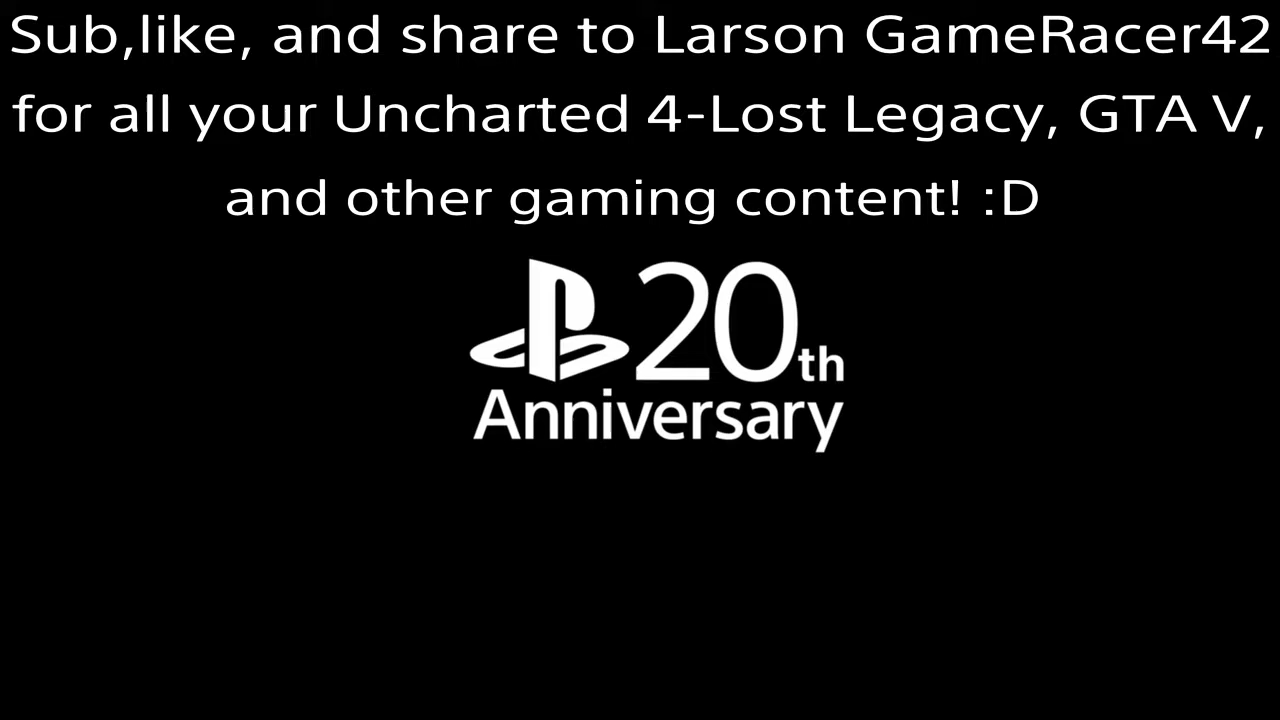 Sub,like, and share to Larson GameRacer42
for all your Uncharted 4-Lost Legacy, GTA V,
and other gaming content! :D
20th
Anniversary